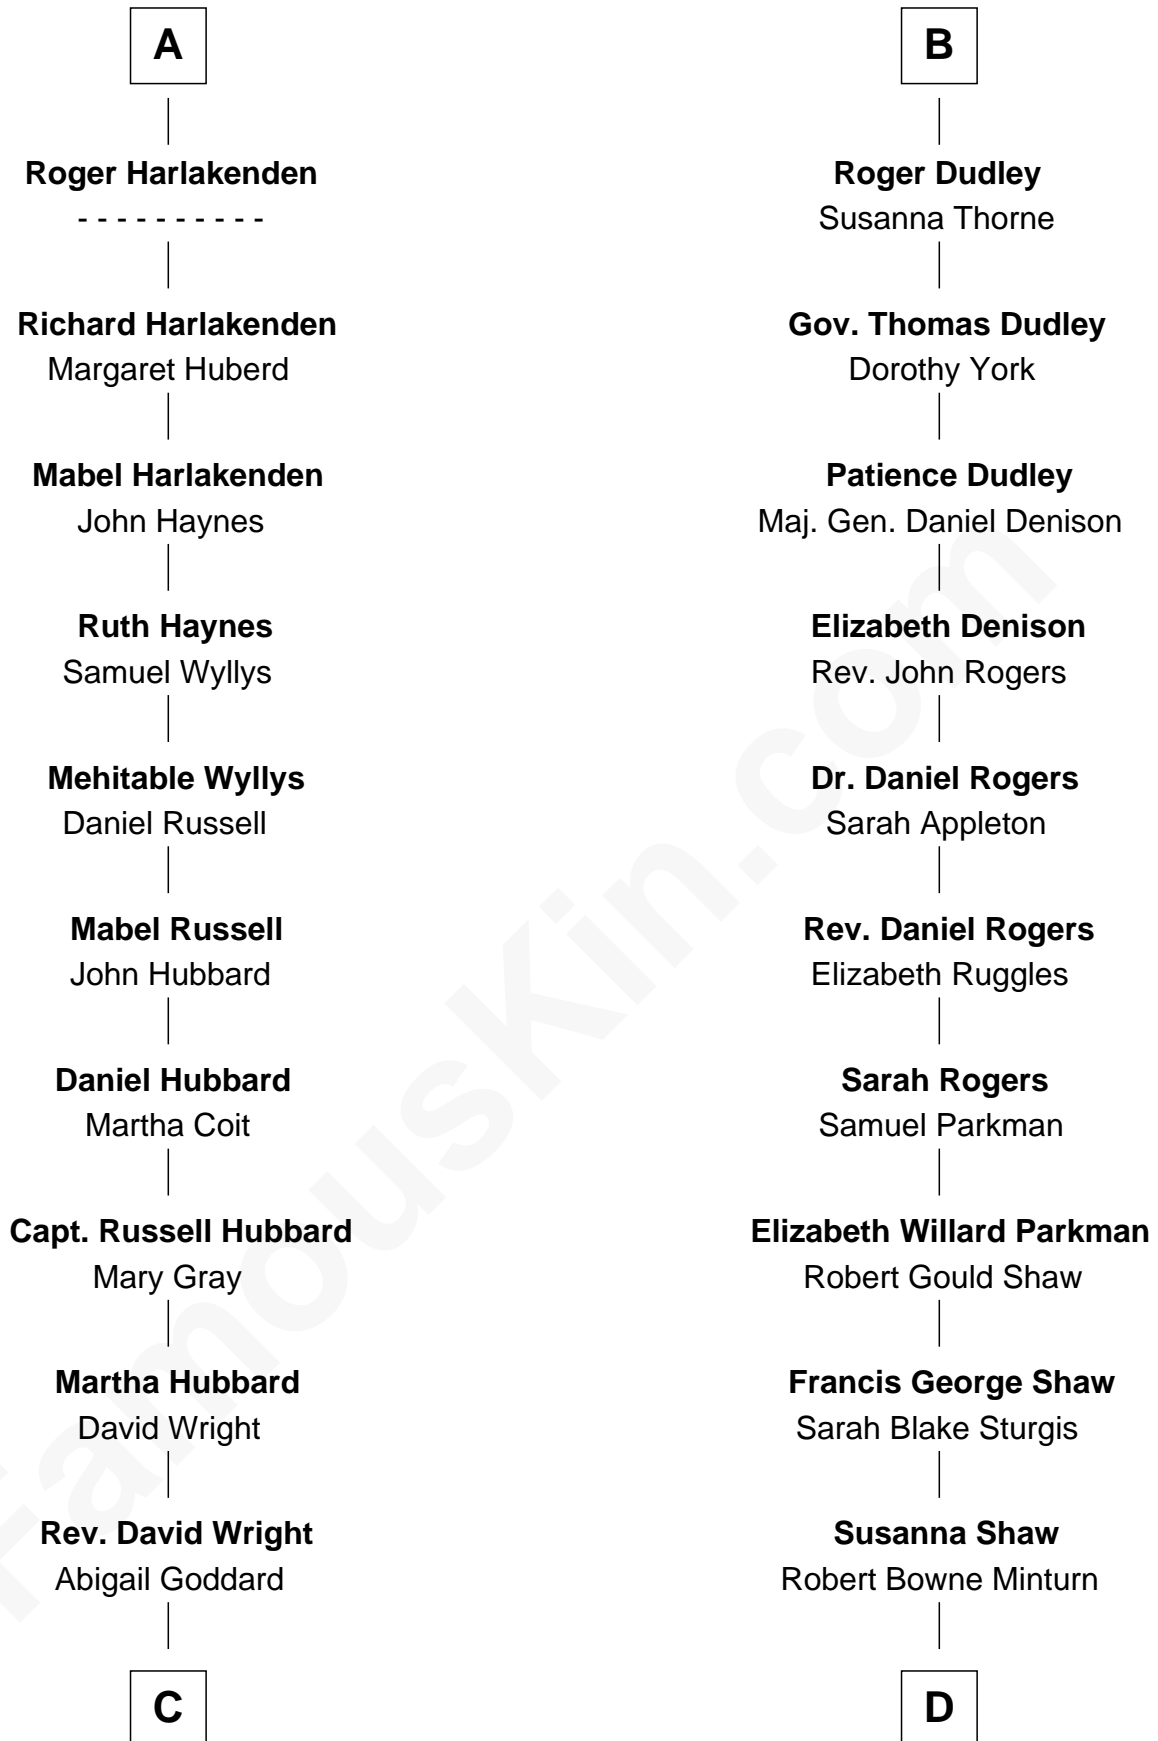 A
Roger Harlakenden
- - - - - - - - - -
Richard Harlakenden
Margaret Huberd
Mabel Harlakenden
John Haynes
Ruth Haynes
Samuel Wyllys
Mehitable Wyllys
Daniel Russell
Mabel Russell
John Hubbard
Daniel Hubbard
Martha Coit
Capt. Russell Hubbard
Mary Gray
Martha Hubbard
David Wright
Rev. David Wright
Abigail Goddard
C
B
Roger Dudley
Susanna Thorne
Gov. Thomas Dudley
Dorothy York
Patience Dudley
Maj. Gen. Daniel Denison
Elizabeth Denison
Rev. John Rogers
Dr. Daniel Rogers
Sarah Appleton
Rev. Daniel Rogers
Elizabeth Ruggles
Sarah Rogers
Samuel Parkman
Elizabeth Willard Parkman
Robert Gould Shaw
Francis George Shaw
Sarah Blake Sturgis
Susanna Shaw
Robert Bowne Minturn
D
FamousKin.com